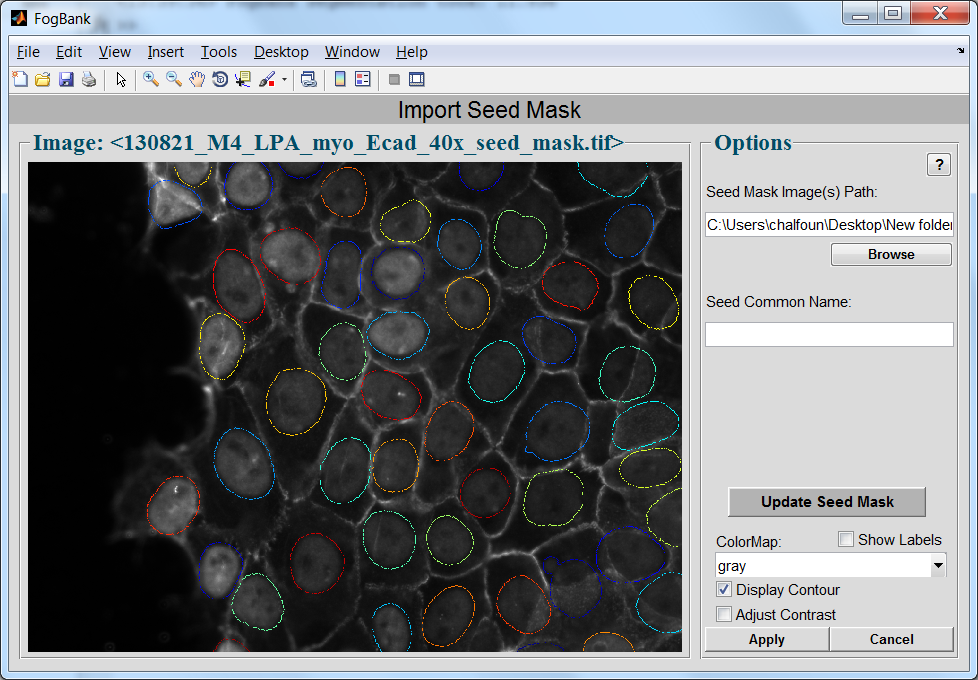 FogBank
File Edit View Insert Tools Desktop Window Help
Import Seed Mask
Image: <130821_M4_LPA_myo_Ecad_40x_seed_mask.tif>
Options
?
Seed Mask Image(s) Path:
C:\Users\chalfoun\Desktop\New folder
Browse
Seed Common Name:
Update Seed Mask
ColorMap:
Show Labels
gray
Display Contour
Adjust Contrast
Apply
Cancel